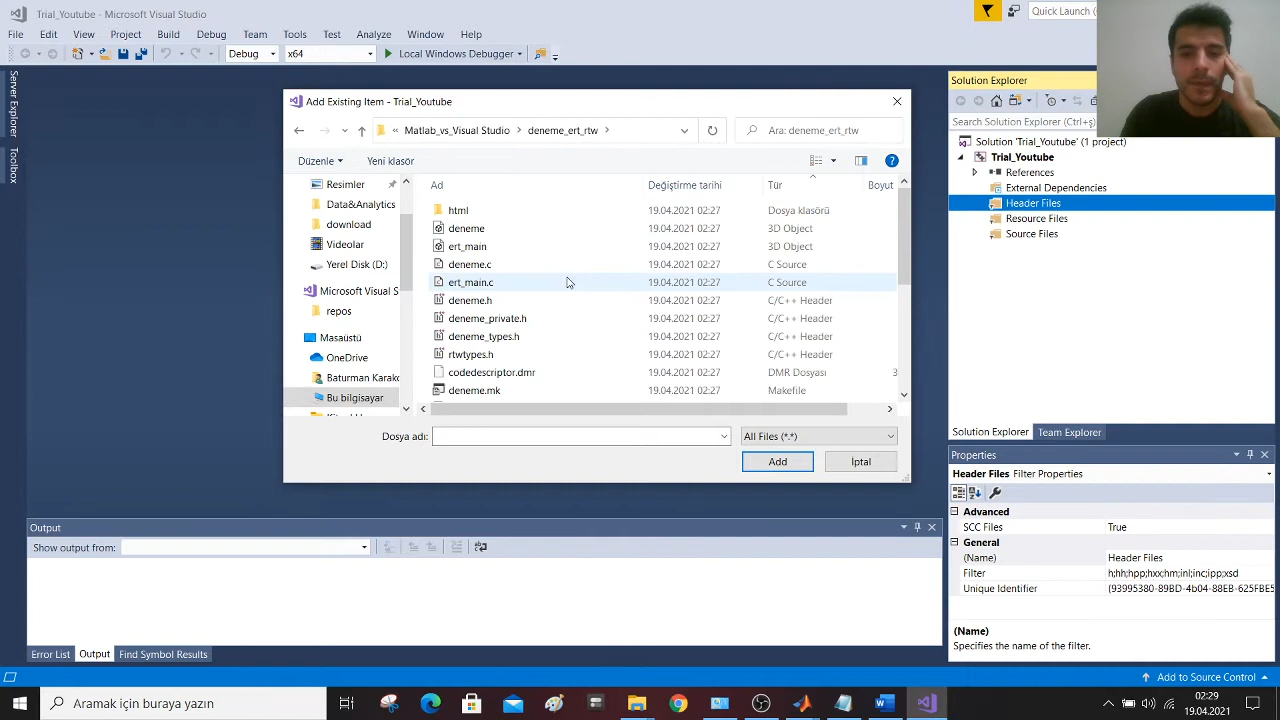 Trial_Youtube - Microsoft Visual Studio
Quick Launch (
File Edit View Project Build Debug Team Tools Test Analyze Window Help
Debug x64 Local Windows Debugger
Server Explorer
Toolbox
Add Existing Item - Trial_Youtube
« Matlab_vs_Visual Studio › deneme_ert_rtw ›
Ara: deneme_ert_rtw
Düzenle Yeni klasör
Resimler
Data&Analytics
download
Videolar
Yerel Disk (D:)
Microsoft Visual S
repos
Masaüstü
OneDrive
Baturman Karako
Bu bilgisayar
Ad Değiştirme tarihi Tür Boyut
html 19.04.2021 02:27 Dosya klasörü
deneme 19.04.2021 02:27 3D Object
ert_main 19.04.2021 02:27 3D Object
deneme.c 19.04.2021 02:27 C Source
ert_main.c 19.04.2021 02:27 C Source
deneme.h 19.04.2021 02:27 C/C++ Header
deneme_private.h 19.04.2021 02:27 C/C++ Header
deneme_types.h 19.04.2021 02:27 C/C++ Header
rtwtypes.h 19.04.2021 02:27 C/C++ Header
codedescriptor.dmr 19.04.2021 02:27 DMR Dosyası 3
deneme.mk 19.04.2021 02:27 Makefile
Dosya adı: All Files (*.*)
Add İptal
Solution Explorer
Search Solution Explorer (Ctrl+ş)
Solution 'Trial_Youtube' (1 project)
Trial_Youtube
References
External Dependencies
Header Files
Resource Files
Source Files
Solution Explorer Team Explorer
Properties
Header Files Filter Properties
Advanced
SCC Files True
General
(Name) Header Files
Filter h;hh;hpp;hxx;hm;inl;inc;ipp;xsd
Unique Identifier {93995380-89BD-4b04-88EB-625FBE5
(Name)
Specifies the name of the filter.
Output
Show output from:
Error List Output Find Symbol Results
Add to Source Control
Aramak için buraya yazın
02:29
19.04.2021